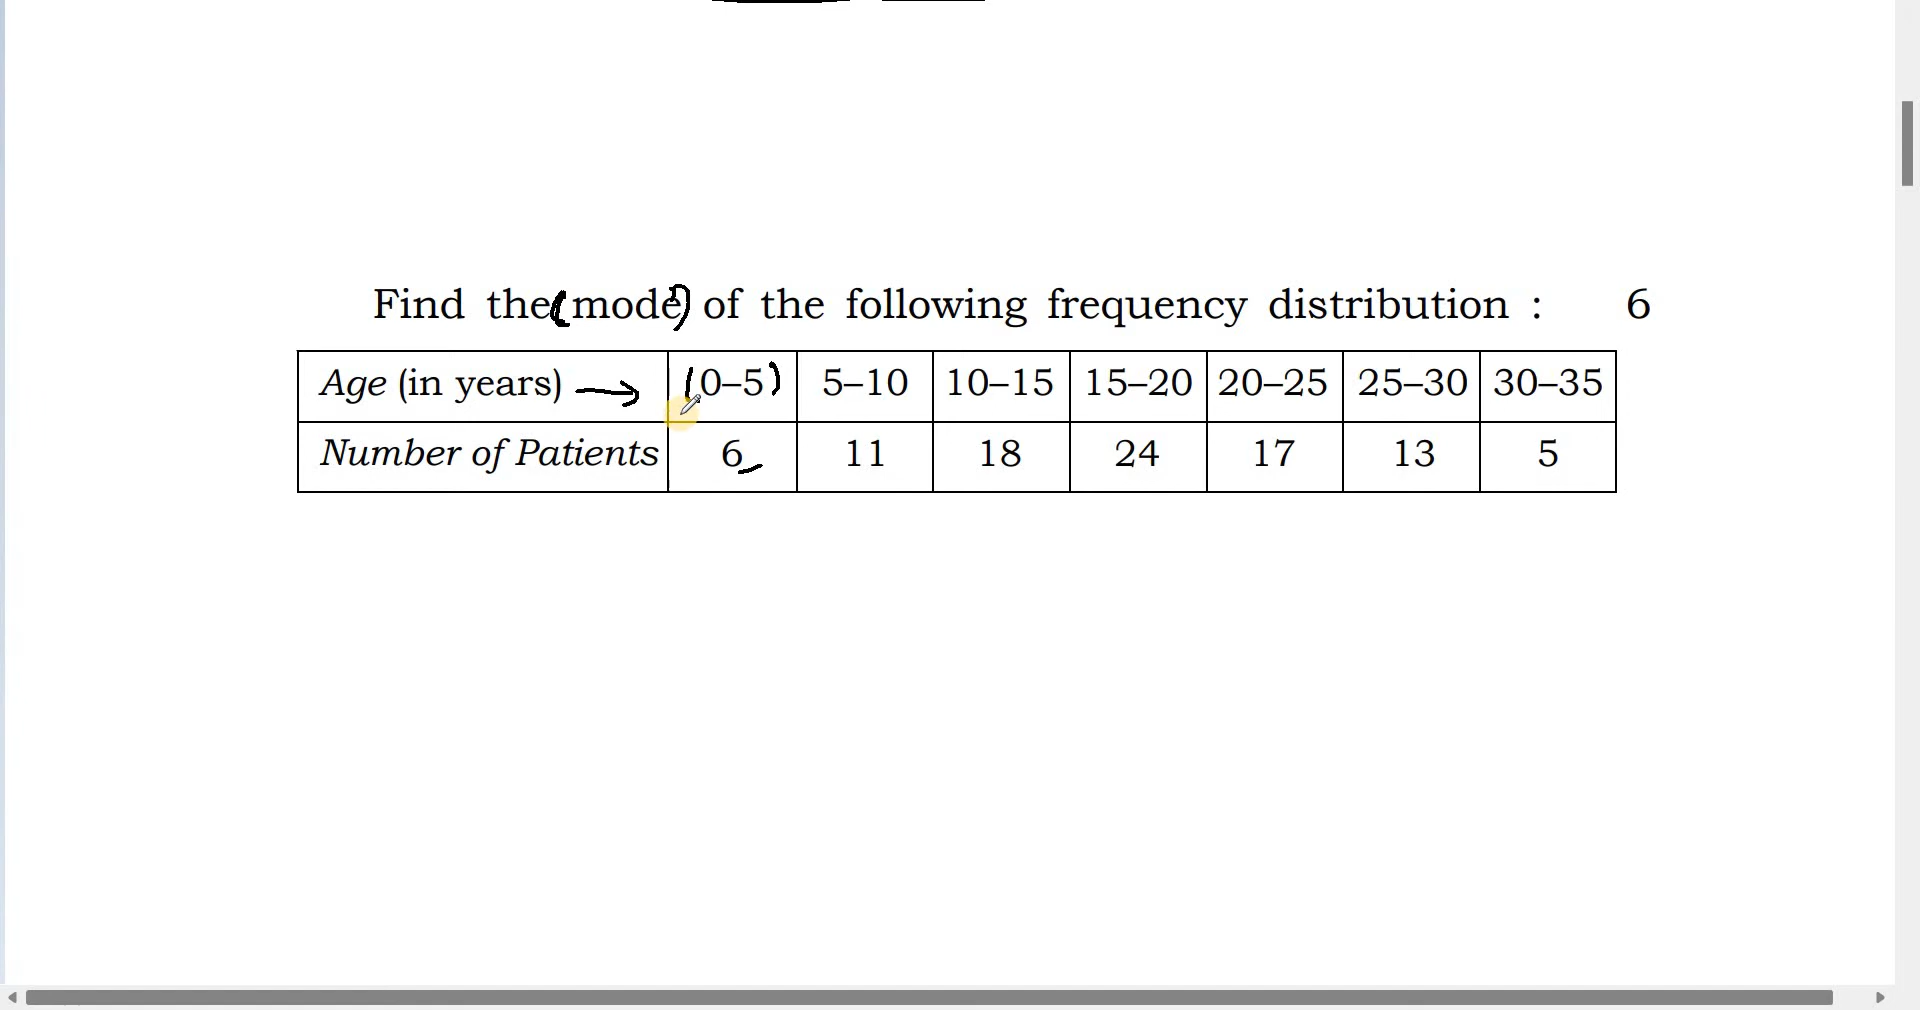 Find the (mode) of the following frequency distribution : 6
Age (in years) → (0–5) 5–10 10–15 15–20 20–25 25–30 30–35
Number of Patients 6 11 18 24 17 13 5